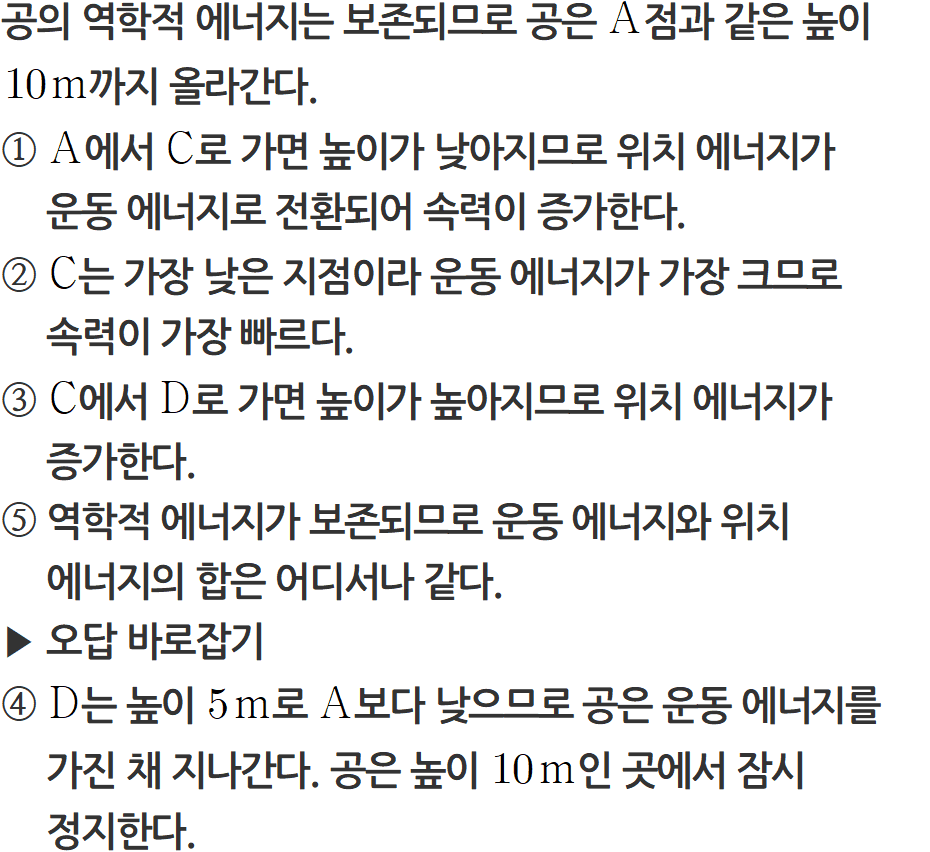 공의 역학적 에너지는 보존되므로 공은 A점과 같은 높이
10m까지 올라간다.
① A에서 C로 가면 높이가 낮아지므로 위치 에너지가
운동 에너지로 전환되어 속력이 증가한다.
② C는 가장 낮은 지점이라 운동 에너지가 가장 크므로
속력이 가장 빠르다.
③ C에서 D로 가면 높이가 높아지므로 위치 에너지가
증가한다.
⑤ 역학적 에너지가 보존되므로 운동 에너지와 위치
에너지의 합은 어디서나 같다.
▶ 오답 바로잡기
④ D는 높이 5m로 A보다 낮으므로 공은 운동 에너지를
가진 채 지나간다. 공은 높이 10m인 곳에서 잠시
정지한다.